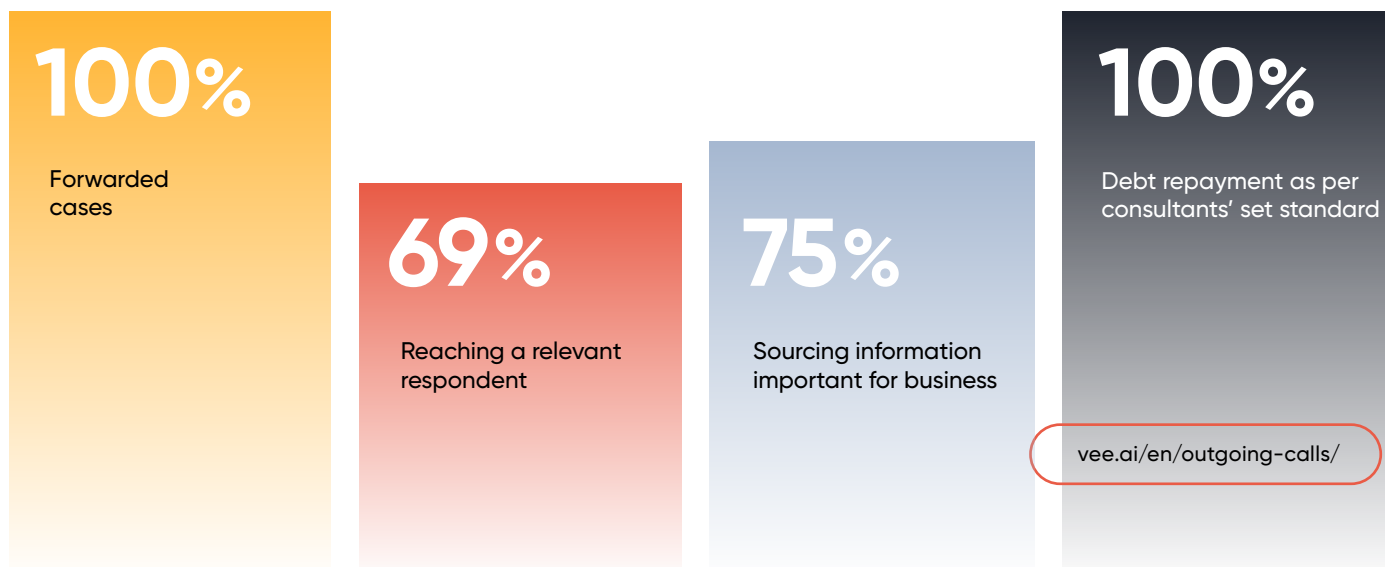 100%
Forwarded
cases
69%
Reaching a relevant
respondent
75%
Sourcing information
important for business
100%
Debt repayment as per
consultants’ set standard
vee.ai/en/outgoing-calls/